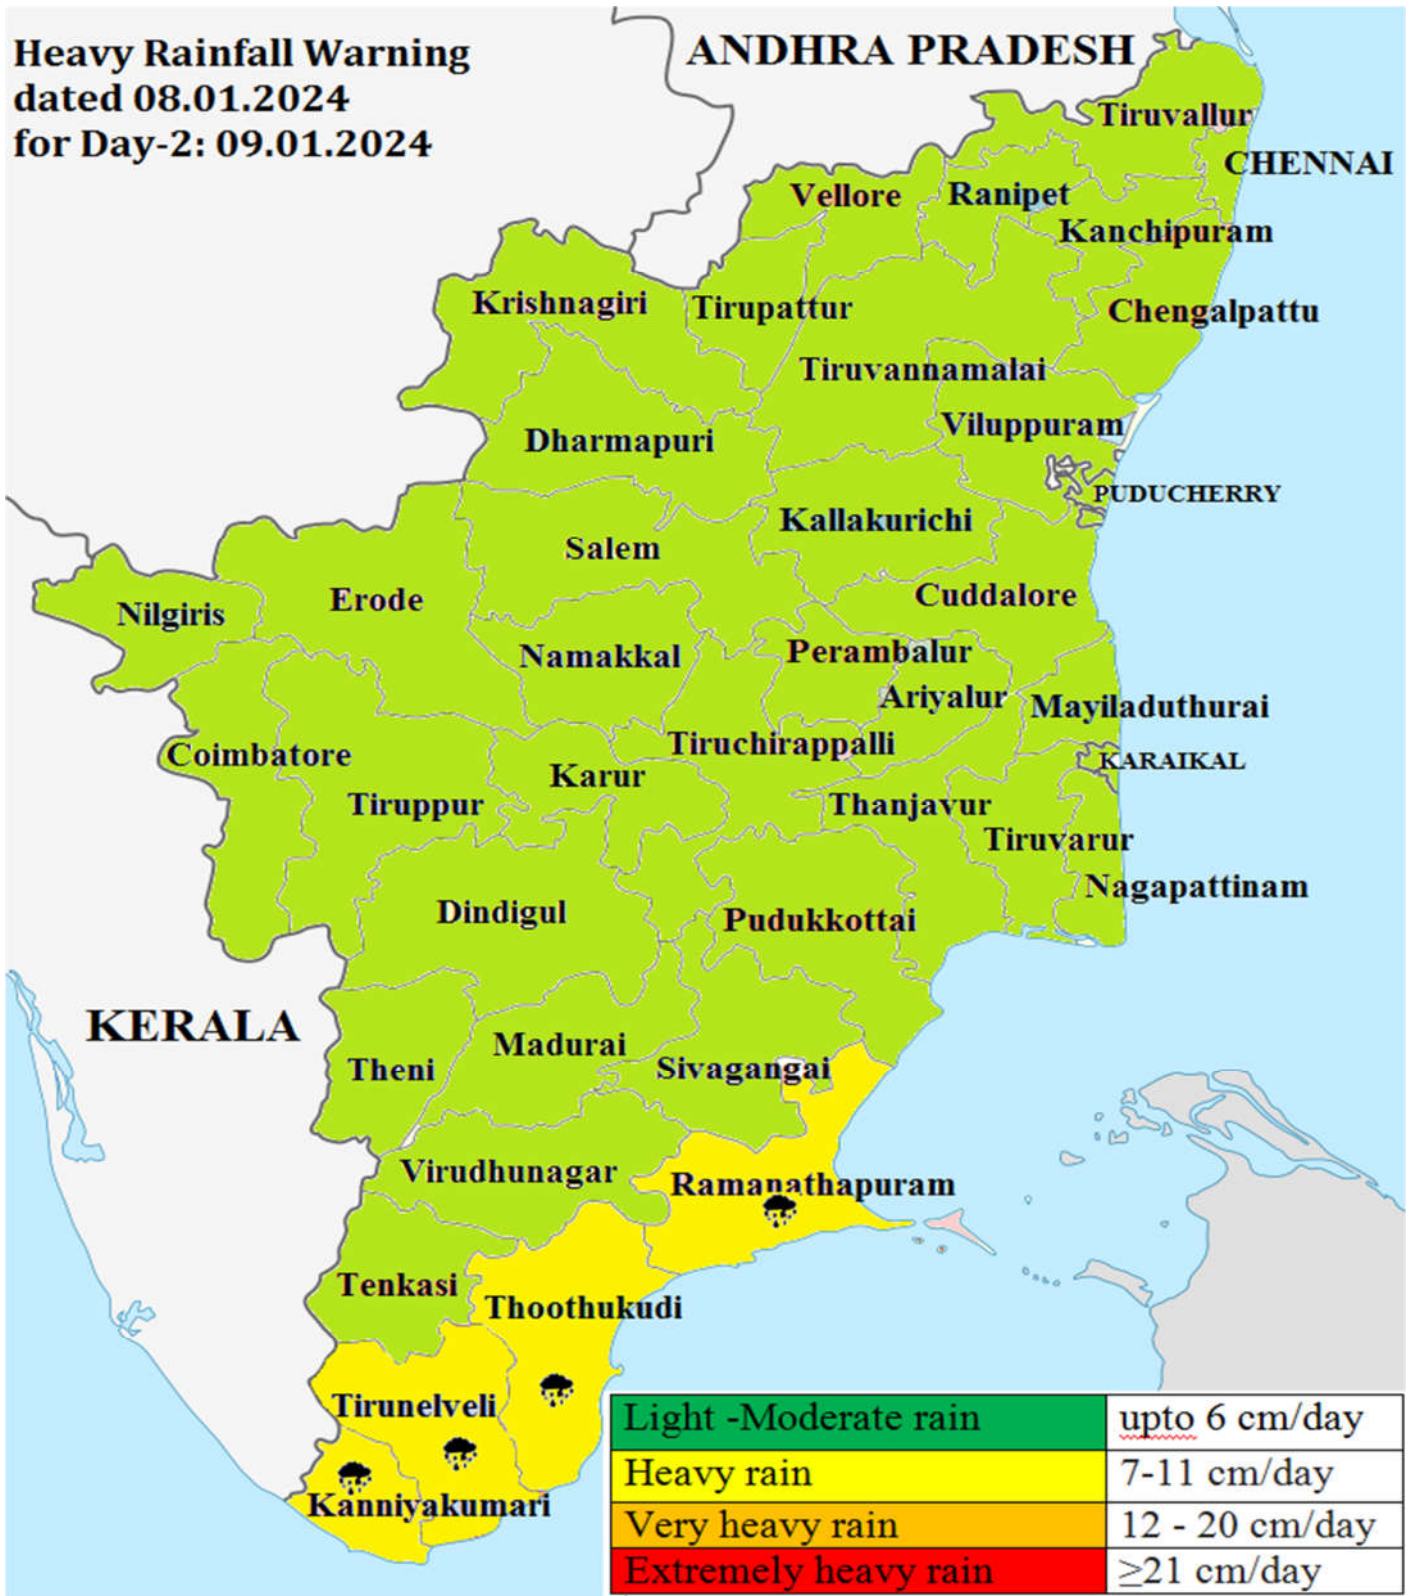 Heavy Rainfall Warning
dated 08.01.2024
for Day-2: 09.01.2024
ANDHRA PRADESH
Tiruvallur
CHENNAI
Vellore
Ranipet
Kanchipuram
Krishnagiri
Tirupattur
Chengalpattu
Tiruvannamalai
Viluppuram
Dharmapuri
PUDUCHERRY
Kallakurichi
Salem
Nilgiris
Erode
Cuddalore
Namakkal
Perambalur
Ariyalur
Mayiladuthurai
Tiruchirappalli
Coimbatore
KARAIKAL
Karur
Tiruppur
Thanjavur
Tiruvarur
Nagapattinam
Dindigul
Pudukkottai
KERALA
Madurai
Theni
Sivagangai
Virudhunagar
Ramanathapuram
Tenkasi
Thoothukudi
Tirunelveli
Kanniyakumari
Light -Moderate rain upto 6 cm/day
Heavy rain 7-11 cm/day
Very heavy rain 12 - 20 cm/day
Extremely heavy rain ≥21 cm/day